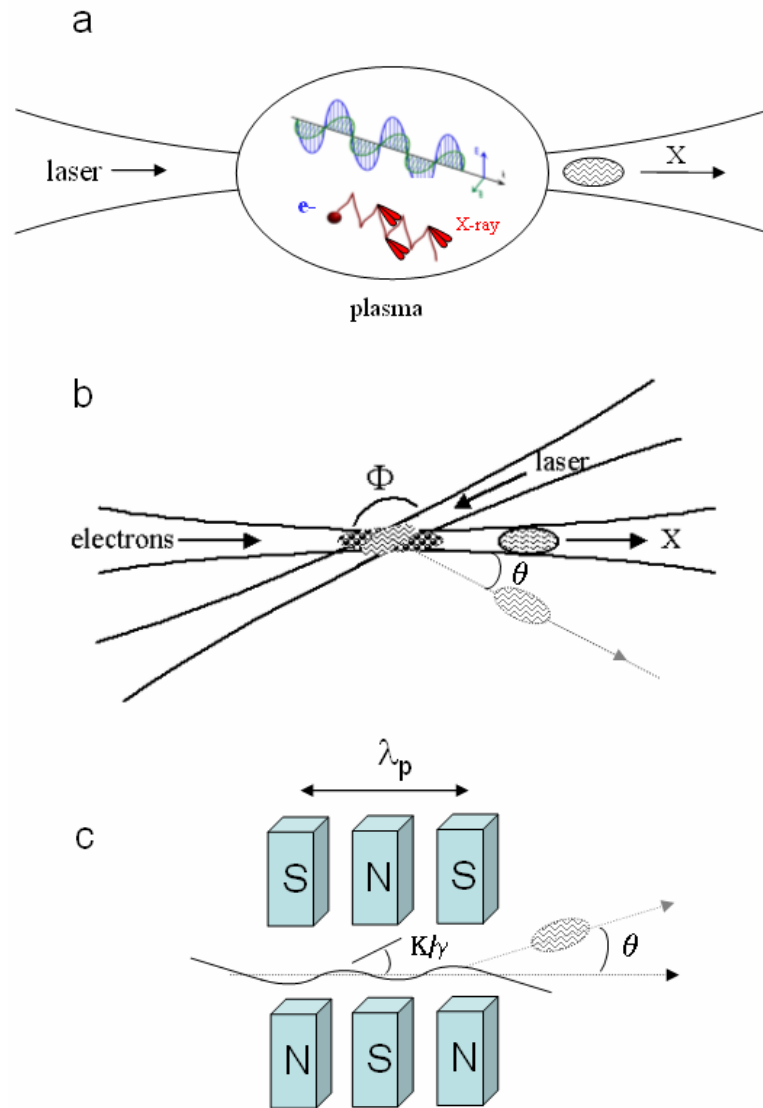 a
laser
X
e-
X-ray
plasma
b
Φ
laser
electrons
X
θ
λp
c
S N S
K/γ
θ
N S N